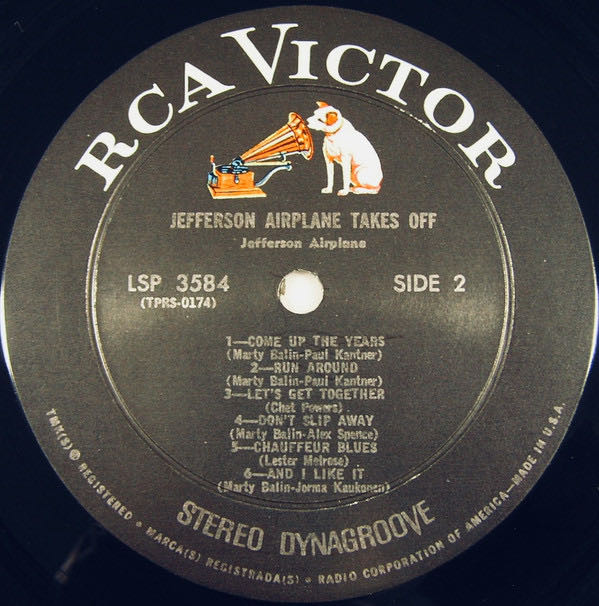 RCA VICTOR
JEFFERSON AIRPLANE TAKES OFF
Jefferson Airplane
LSP 3584
(TPRS-0174)
SIDE 2
1—COME UP THE YEARS
(Marty Balin-Paul Kantner)
2—RUN AROUND
(Marty Balin-Paul Kantner)
3—LET'S GET TOGETHER
(Chet Powers)
4—DON'T SLIP AWAY
(Marty Balin-Alex Spence)
5—CHAUFFEUR BLUES
(Lester Melrose)
6—AND I LIKE IT
(Marty Balin-Jorma Kaukonen)
STEREO DYNAGROOVE
TMK(S) ® REGISTERED • MARCA(S) REGISTRADA(S) • RADIO CORPORATION OF AMERICA—MADE IN U.S.A.